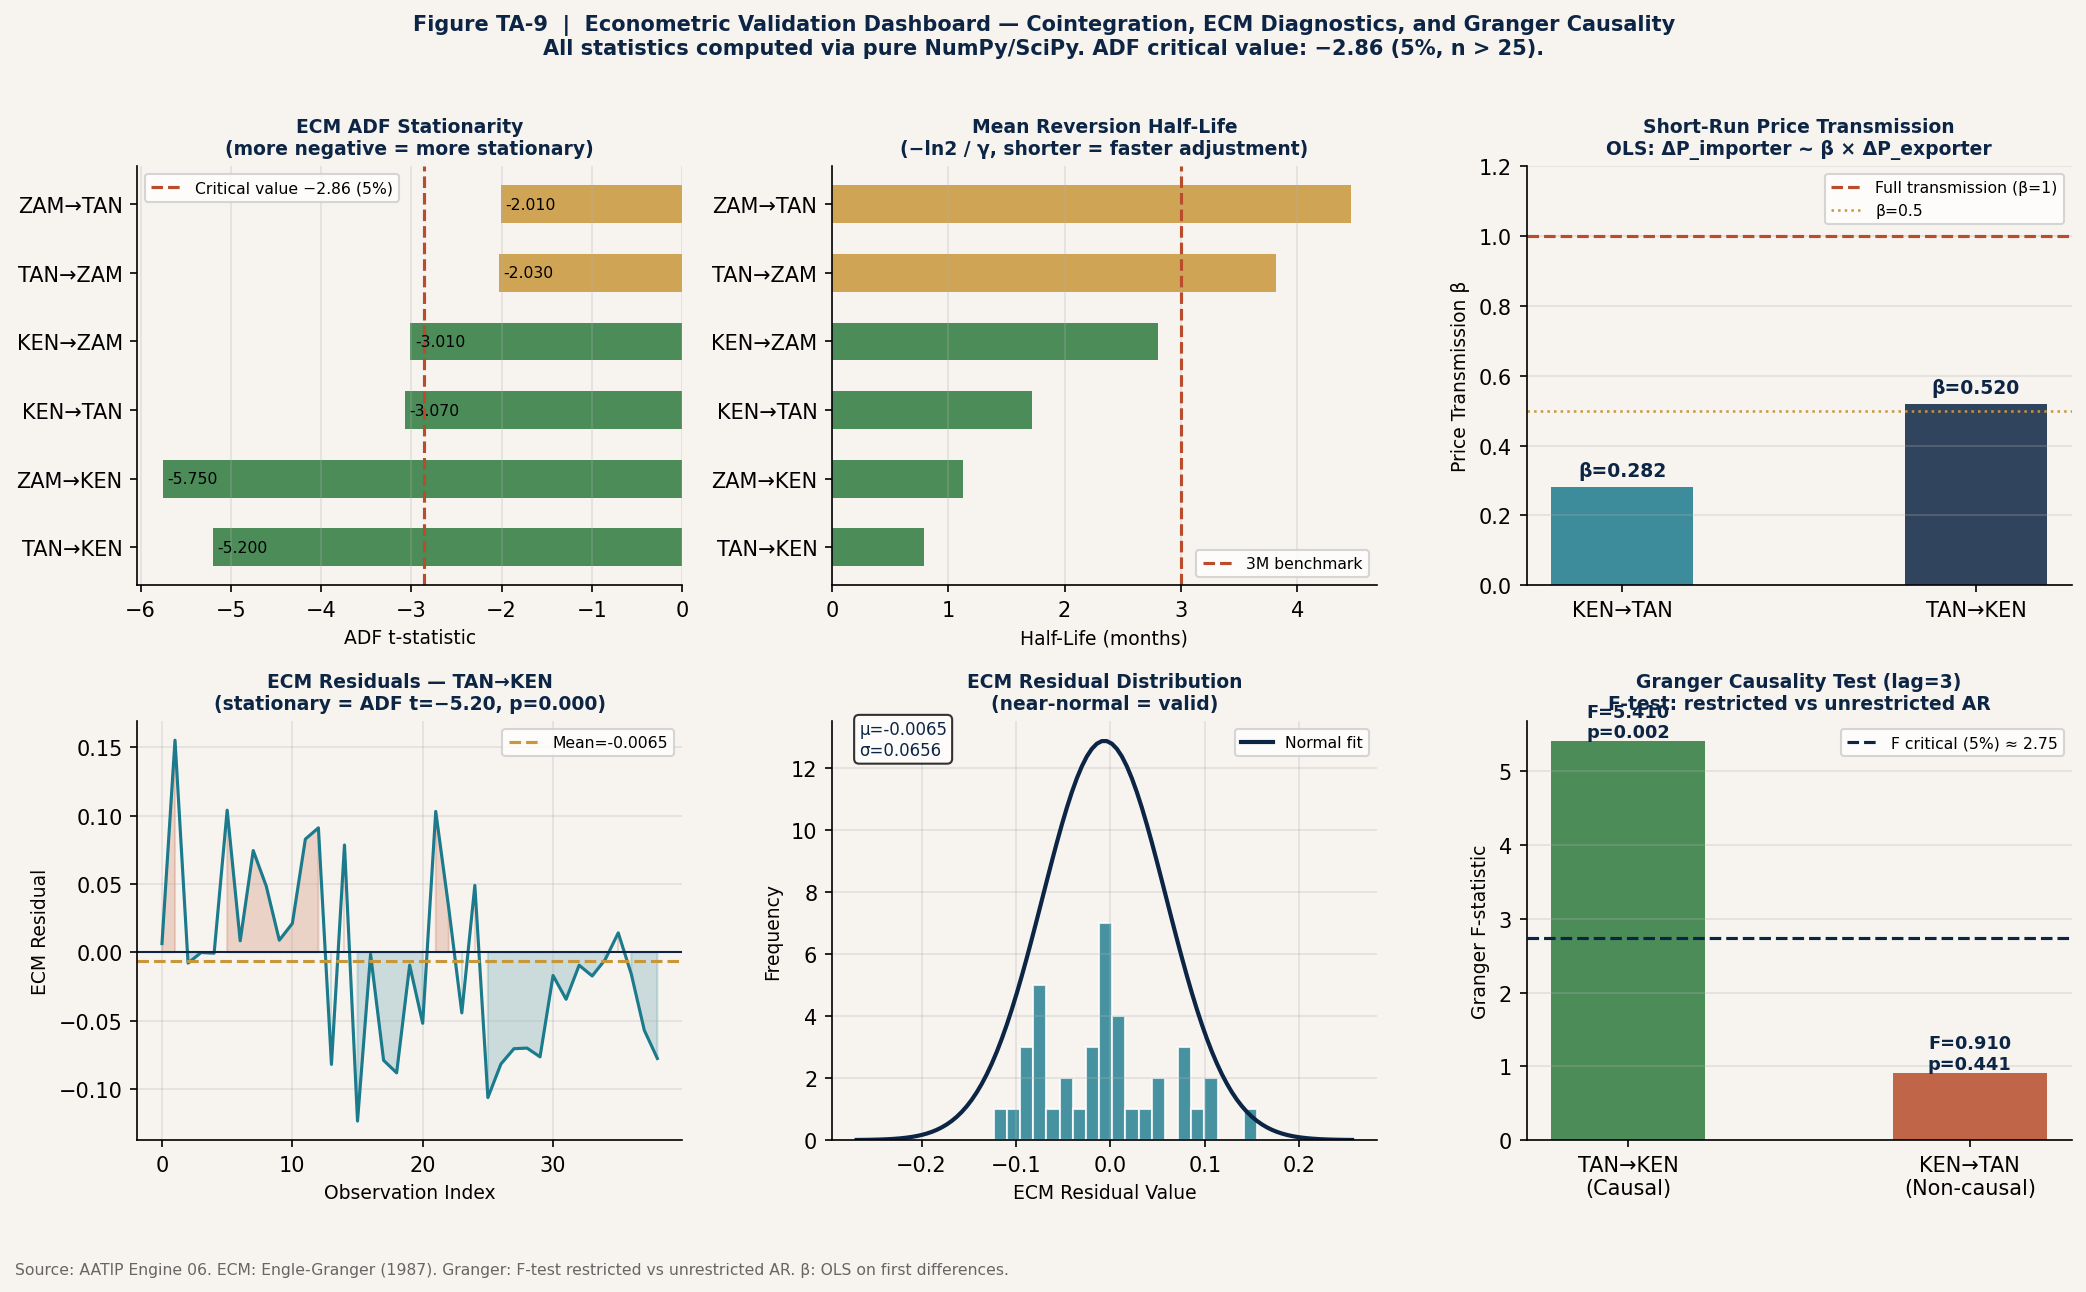 Figure TA-9 | Econometric Validation Dashboard — Cointegration, ECM Diagnostics, and Granger Causality
All statistics computed via pure NumPy/SciPy. ADF critical value: −2.86 (5%, n > 25).
ECM ADF Stationarity
(more negative = more stationary)
Critical value −2.86 (5%)
ZAM→TAN
-2.010
TAN→ZAM
-2.030
KEN→ZAM
-3.010
KEN→TAN
-3.070
ZAM→KEN
-5.750
TAN→KEN
-5.200
−6 −5 −4 −3 −2 −1 0
ADF t-statistic
Mean Reversion Half-Life
(−ln2 / γ, shorter = faster adjustment)
ZAM→TAN
TAN→ZAM
KEN→ZAM
KEN→TAN
ZAM→KEN
TAN→KEN
3M benchmark
0 1 2 3 4
Half-Life (months)
Short-Run Price Transmission
OLS: ΔP_importer ~ β × ΔP_exporter
Full transmission (β=1)
β=0.5
Price Transmission β
1.2
1.0
0.8
0.6
0.4
0.2
0.0
β=0.282
β=0.520
KEN→TAN TAN→KEN
ECM Residuals — TAN→KEN
(stationary = ADF t=−5.20, p=0.000)
Mean=-0.0065
ECM Residual
0.15
0.10
0.05
0.00
−0.05
−0.10
0 10 20 30
Observation Index
ECM Residual Distribution
(near-normal = valid)
μ=-0.0065
σ=0.0656
Normal fit
Frequency
12
10
8
6
4
2
0
−0.2 −0.1 0.0 0.1 0.2
ECM Residual Value
Granger Causality Test (lag=3)
F-test: restricted vs unrestricted AR
F=5.410
p=0.002
F critical (5%) ≈ 2.75
Granger F-statistic
5
4
3
2
1
0
F=0.910
p=0.441
TAN→KEN
(Causal)
KEN→TAN
(Non-causal)
Source: AATIP Engine 06. ECM: Engle-Granger (1987). Granger: F-test restricted vs unrestricted AR. β: OLS on first differences.